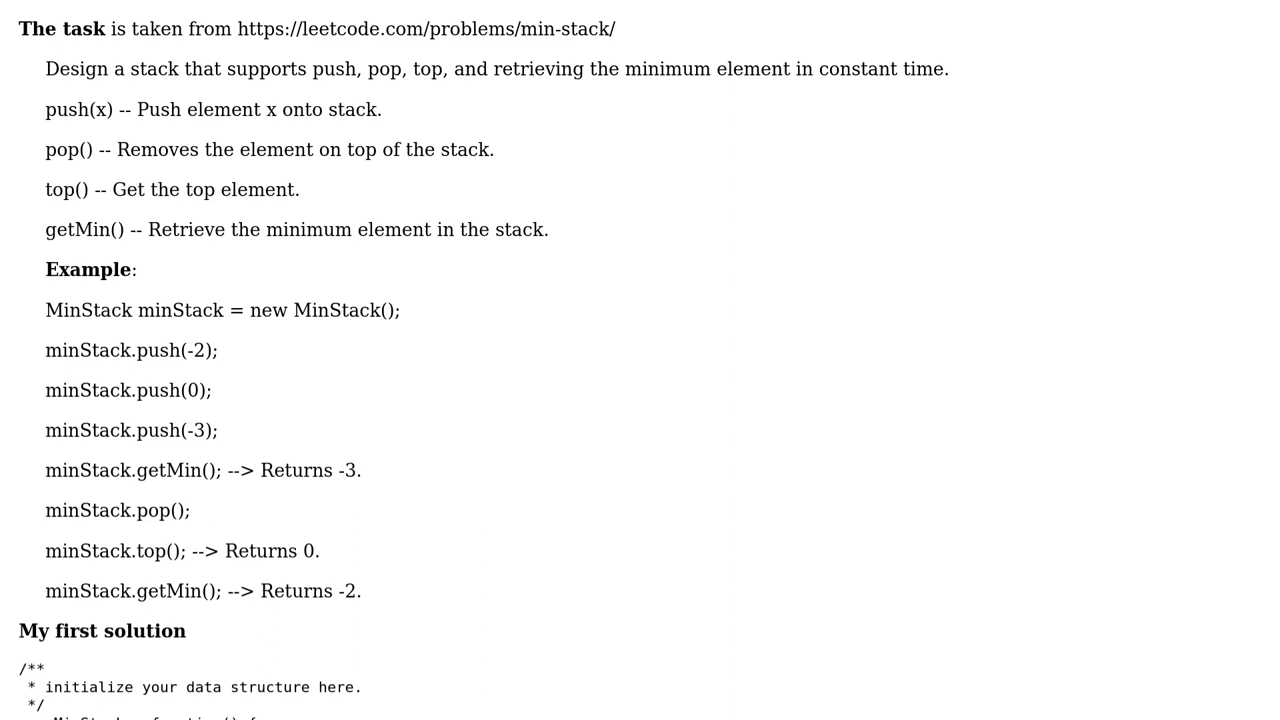 The task is taken from https://leetcode.com/problems/min-stack/
Design a stack that supports push, pop, top, and retrieving the minimum element in constant time.
push(x) -- Push element x onto stack.
pop() -- Removes the element on top of the stack.
top() -- Get the top element.
getMin() -- Retrieve the minimum element in the stack.
Example:
MinStack minStack = new MinStack();
minStack.push(-2);
minStack.push(0);
minStack.push(-3);
minStack.getMin(); --> Returns -3.
minStack.pop();
minStack.top(); --> Returns 0.
minStack.getMin(); --> Returns -2.
My first solution
/**
 * initialize your data structure here.
 */